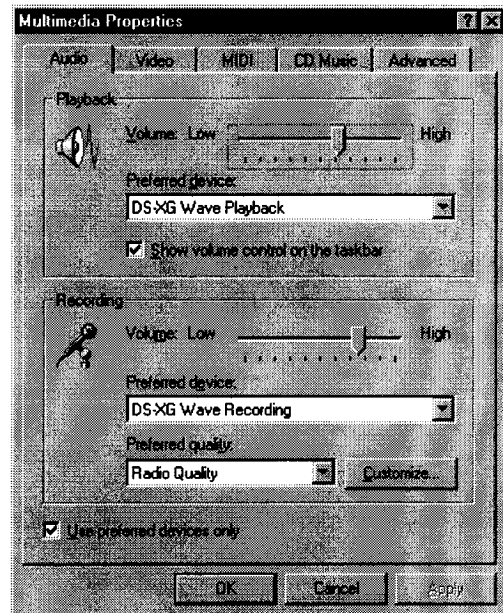 Multimedia Properties
Audio Video MIDI CD Music Advanced
Playback
Volume: Low High
Preferred device:
DS-XG Wave Playback
Show volume control on the taskbar
Recording
Volume: Low High
Preferred device:
DS-XG Wave Recording
Preferred quality:
Radio Quality Customize...
Use preferred devices only
OK Cancel Apply